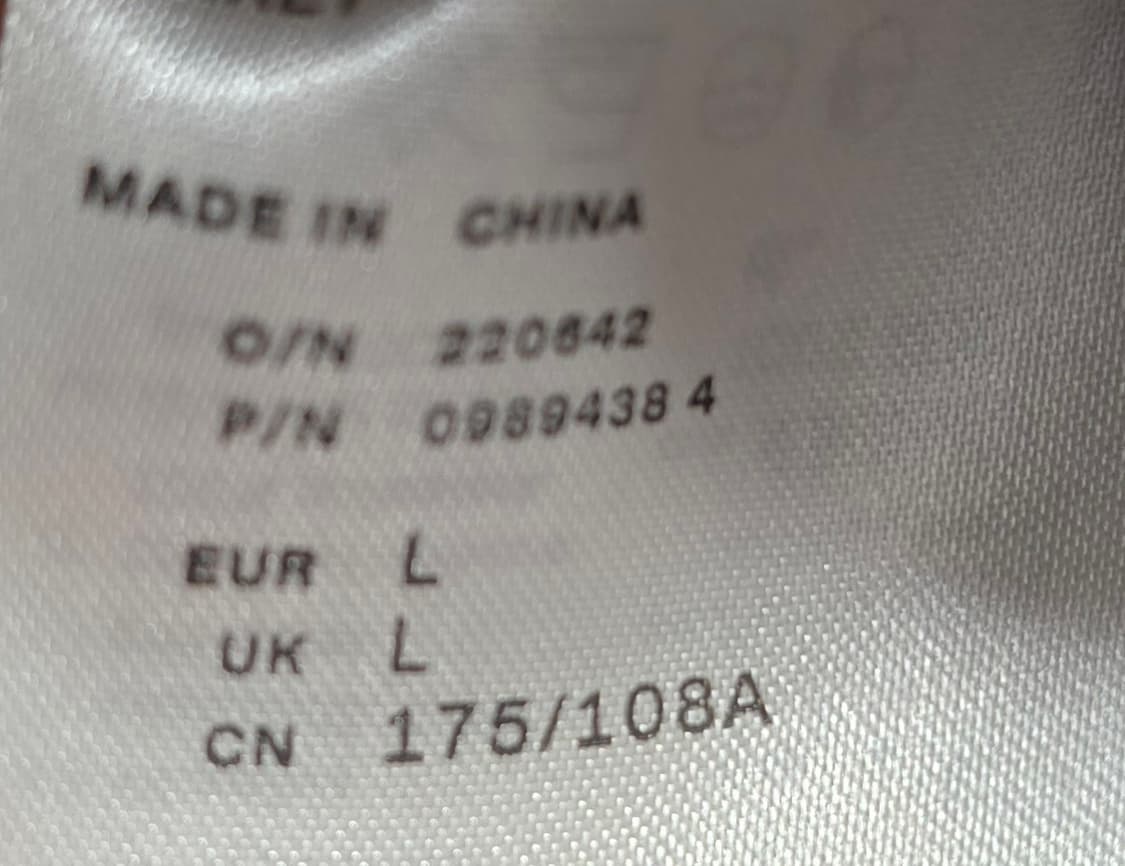 MADE IN CHINA
O/N 220642
P/N 0989438 4
EUR L
UK L
CN 175/108A